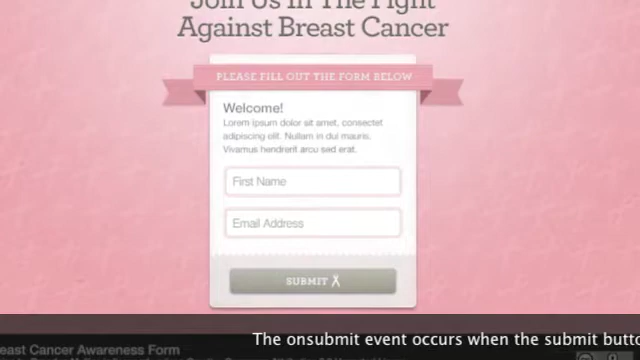 Join Us In The Fight
Against Breast Cancer
PLEASE FILL OUT THE FORM BELOW
Welcome!
Lorem ipsum dolor sit amet, consectet
adipiscing elit. Nullam in dui mauris.
Vivamus hendrerit arcu sed erat.
First Name
Email Address
SUBMIT
The onsubmit event occurs when the submit butto
east Cancer Awareness Form